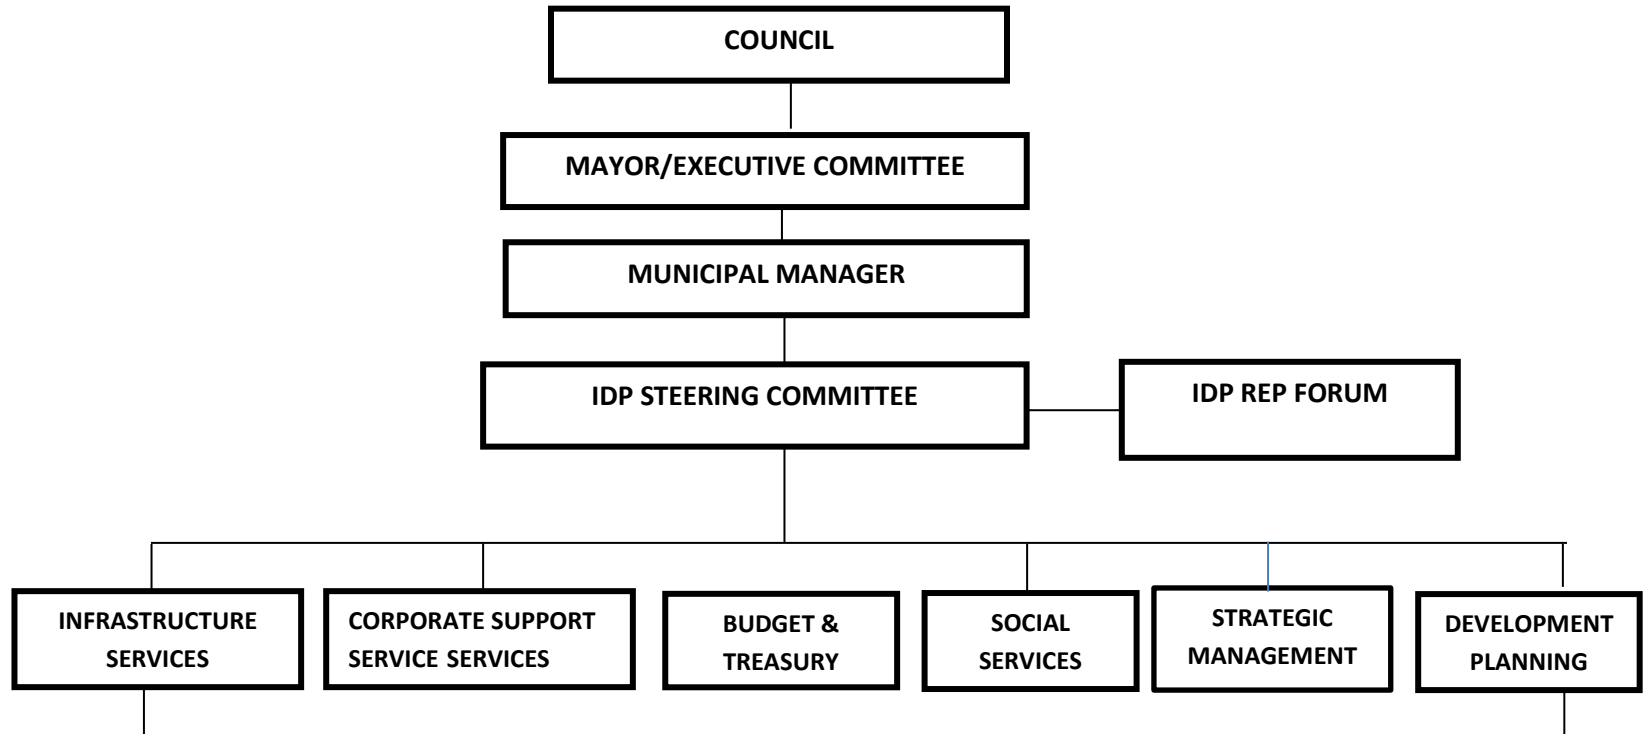 COUNCIL
MAYOR/EXECUTIVE COMMITTEE
MUNICIPAL MANAGER
IDP STEERING COMMITTEE
IDP REP FORUM
INFRASTRUCTURE
SERVICES
CORPORATE SUPPORT
SERVICE SERVICES
BUDGET &
TREASURY
SOCIAL
SERVICES
STRATEGIC
MANAGEMENT
DEVELOPMENT
PLANNING